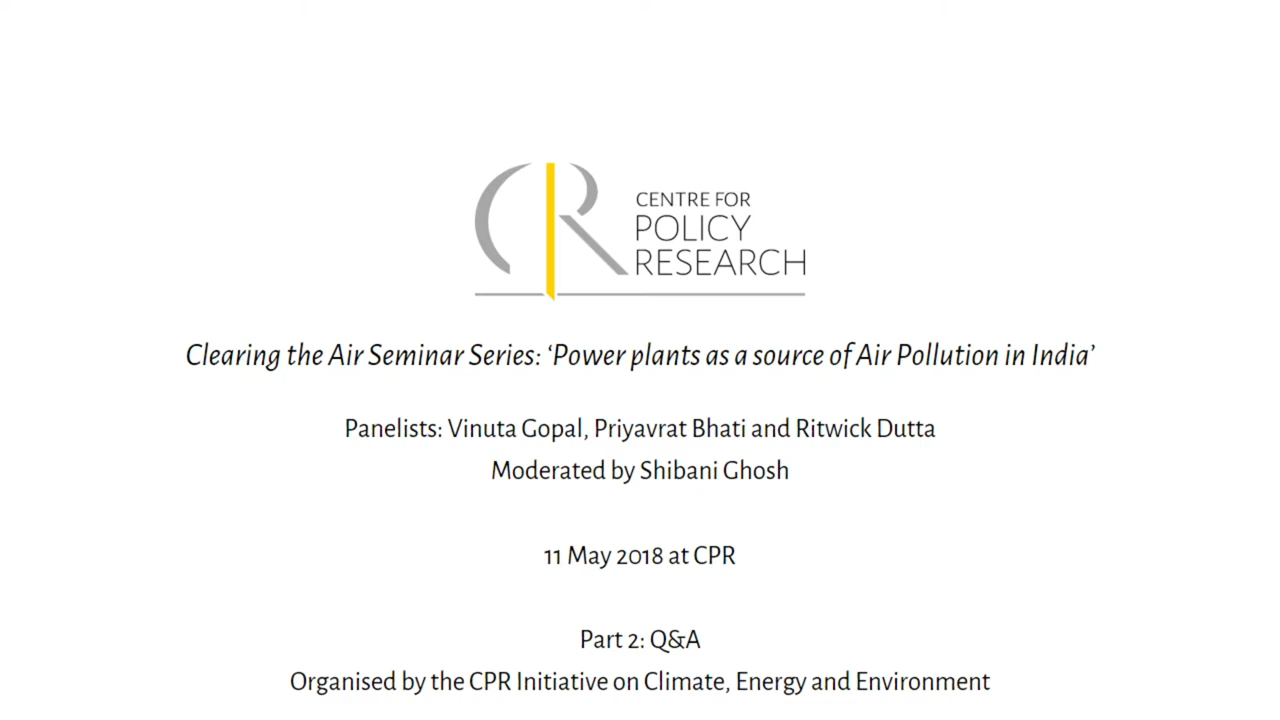 CENTRE FOR
POLICY
RESEARCH
Clearing the Air Seminar Series: ‘Power plants as a source of Air Pollution in India’
Panelists: Vinuta Gopal, Priyavrat Bhati and Ritwick Dutta
Moderated by Shibani Ghosh
11 May 2018 at CPR
Part 2: Q&A
Organised by the CPR Initiative on Climate, Energy and Environment